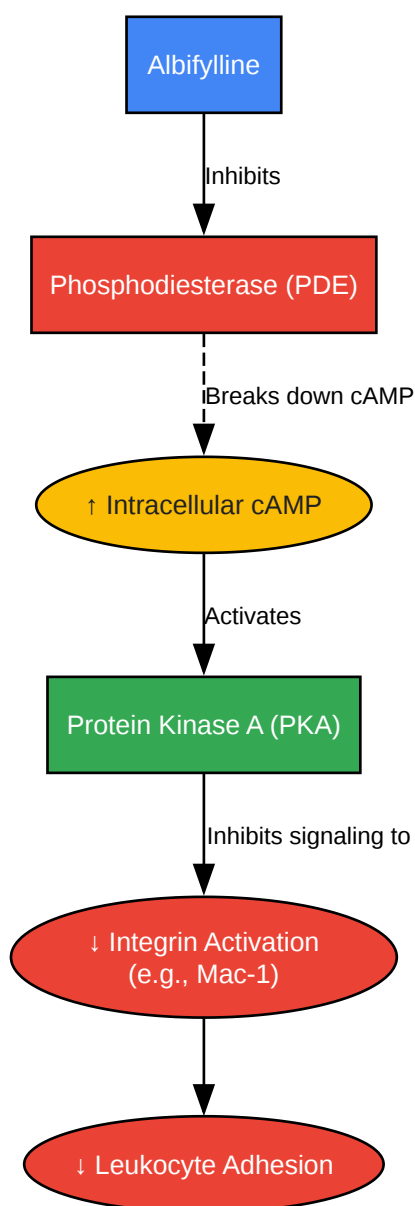 Albifylline
Inhibits
Phosphodiesterase (PDE)
Breaks down cAMP
↑ Intracellular cAMP
Activates
Protein Kinase A (PKA)
Inhibits signaling to
↓ Integrin Activation
(e.g., Mac-1)
↓ Leukocyte Adhesion